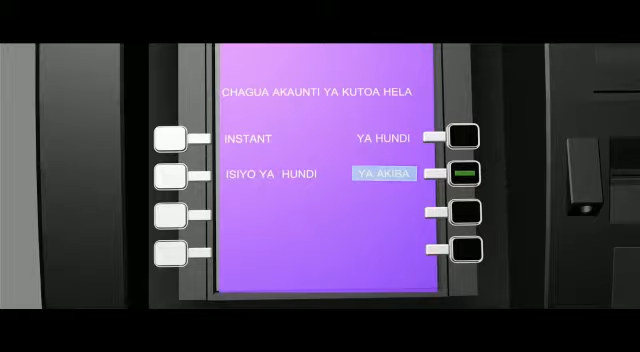 CHAGUA AKAUNTI YA KUTOA HELA
INSTANT YA HUNDI
ISIYO YA HUNDI YA AKIBA